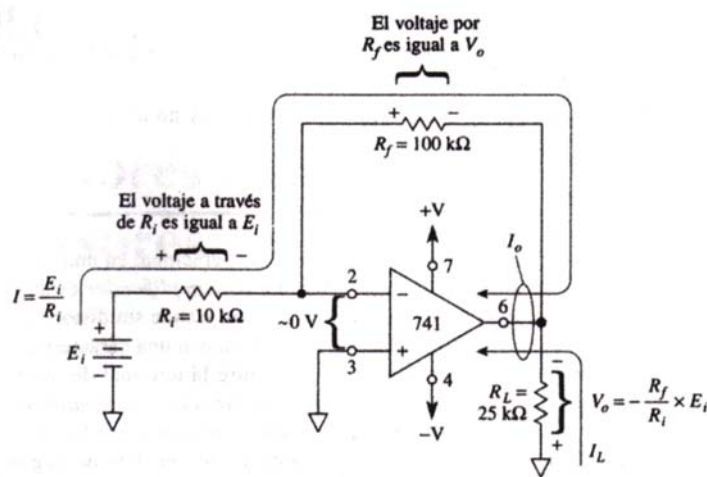 El voltaje por
R_f es igual a V_o
+ −
R_f = 100 kΩ
El voltaje a través
de R_i es igual a E_i
+ −
+V
I_o
I = E_i / R_i
R_i = 10 kΩ
2
7
~0 V
−
741
+
6
3
4
E_i
+
−
−V
R_L =
25 kΩ
−
+
V_o = − R_f / R_i × E_i
I_L